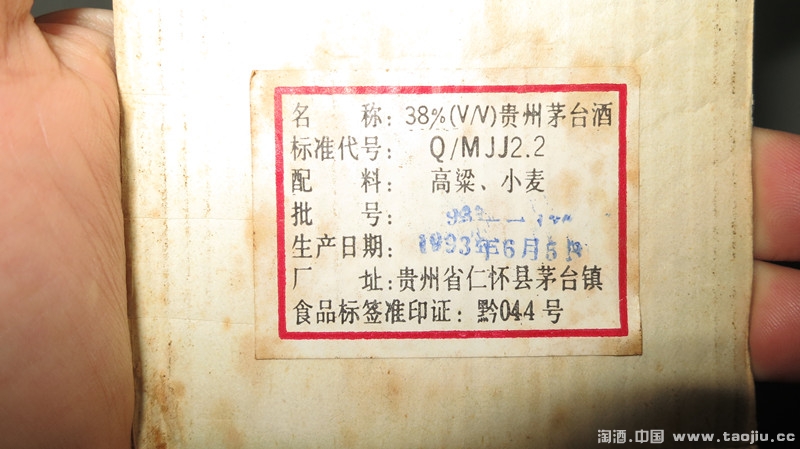 名 称: 38%(V/V)贵州茅台酒
标准代号: Q/MJJ2.2
配 料: 高粱、小麦
批 号:
生产日期: 1993年6月5日
厂 址: 贵州省仁怀县茅台镇
食品标签准印证: 黔044号
淘酒.中国 www.taojiu.cc